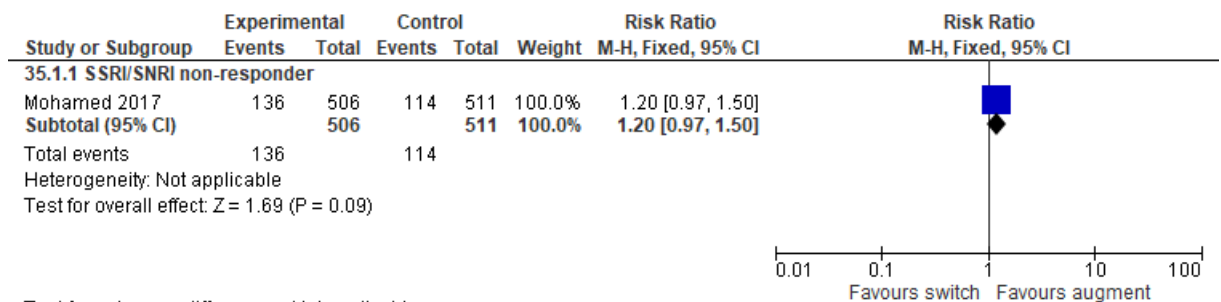 Experimental Control Risk Ratio Risk Ratio
Study or Subgroup Events Total Events Total Weight M-H, Fixed, 95% CI M-H, Fixed, 95% CI
35.1.1 SSRI/SNRI non-responder
Mohamed 2017 136 506 114 511 100.0% 1.20 [0.97, 1.50]
Subtotal (95% CI) 506 511 100.0% 1.20 [0.97, 1.50]
Total events 136 114
Heterogeneity: Not applicable
Test for overall effect: Z = 1.69 (P = 0.09)
0.01 0.1 1 10 100
Favours switch Favours augment